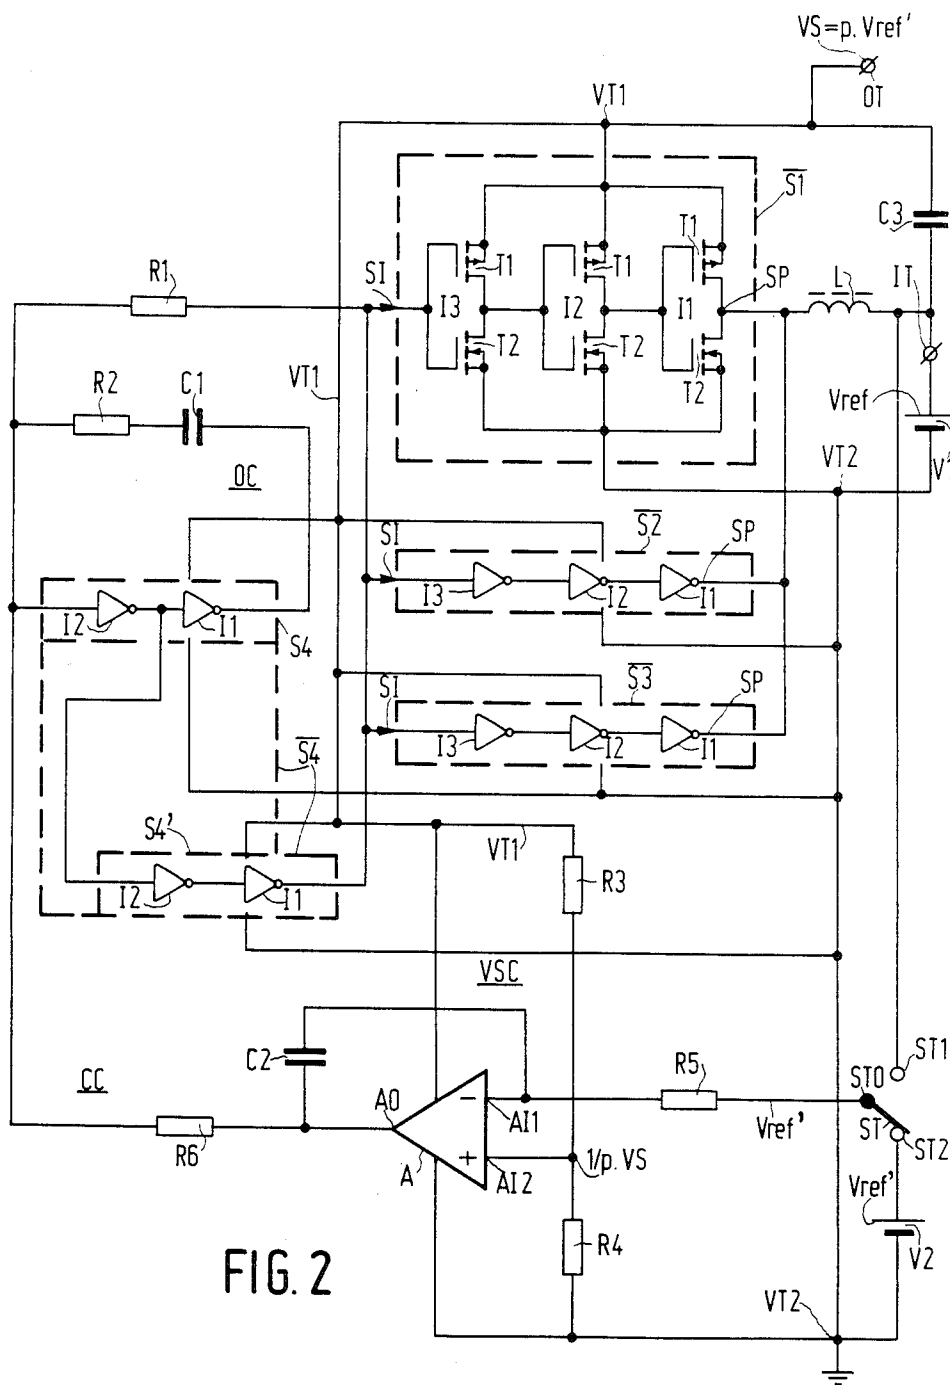 VS=p.Vref'
OT
VT1
S1
C3
T1
T1
T1
SP
L
IT
R1
SI
I3
I2
I1
T2
T2
T2
VT1
R2
C1
Vref
V'
VT2
OC
SI
S2
SP
I3
I2
I1
I2
I1
S4
SI
S3
SP
I3
I2
I1
S4
S4'
VT1
R3
I2
I1
VSC
C2
CC
R5
ST0
ST1
A0
AI1
Vref'
ST
ST2
R6
A
AI2
1/p.VS
Vref'
R4
V2
FIG. 2
VT2